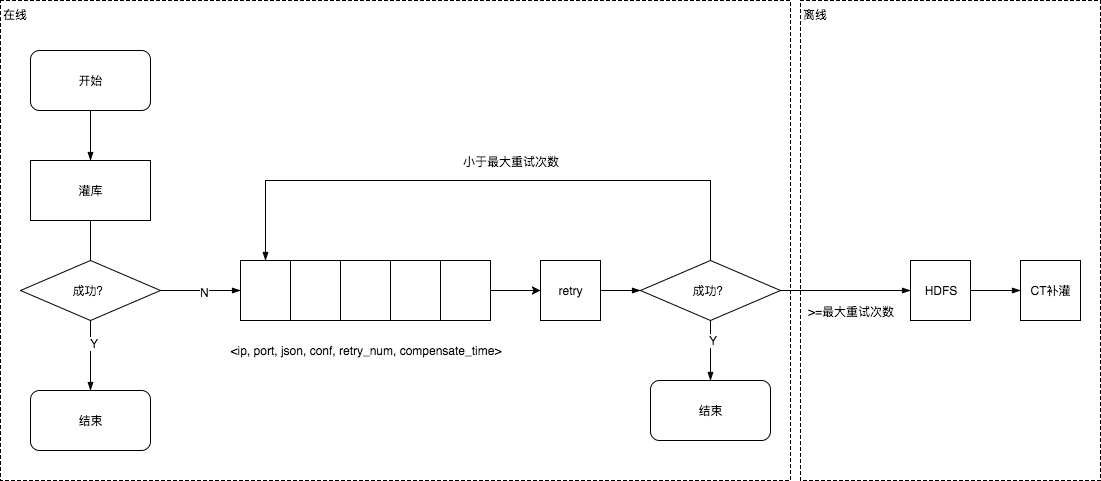 在线
离线
开始
灌库
小于最大重试次数
成功?
N
retry
成功?
HDFS
CT补灌
>=最大重试次数
Y
Y
<ip, port, json, conf, retry_num, compensate_time>
结束
结束